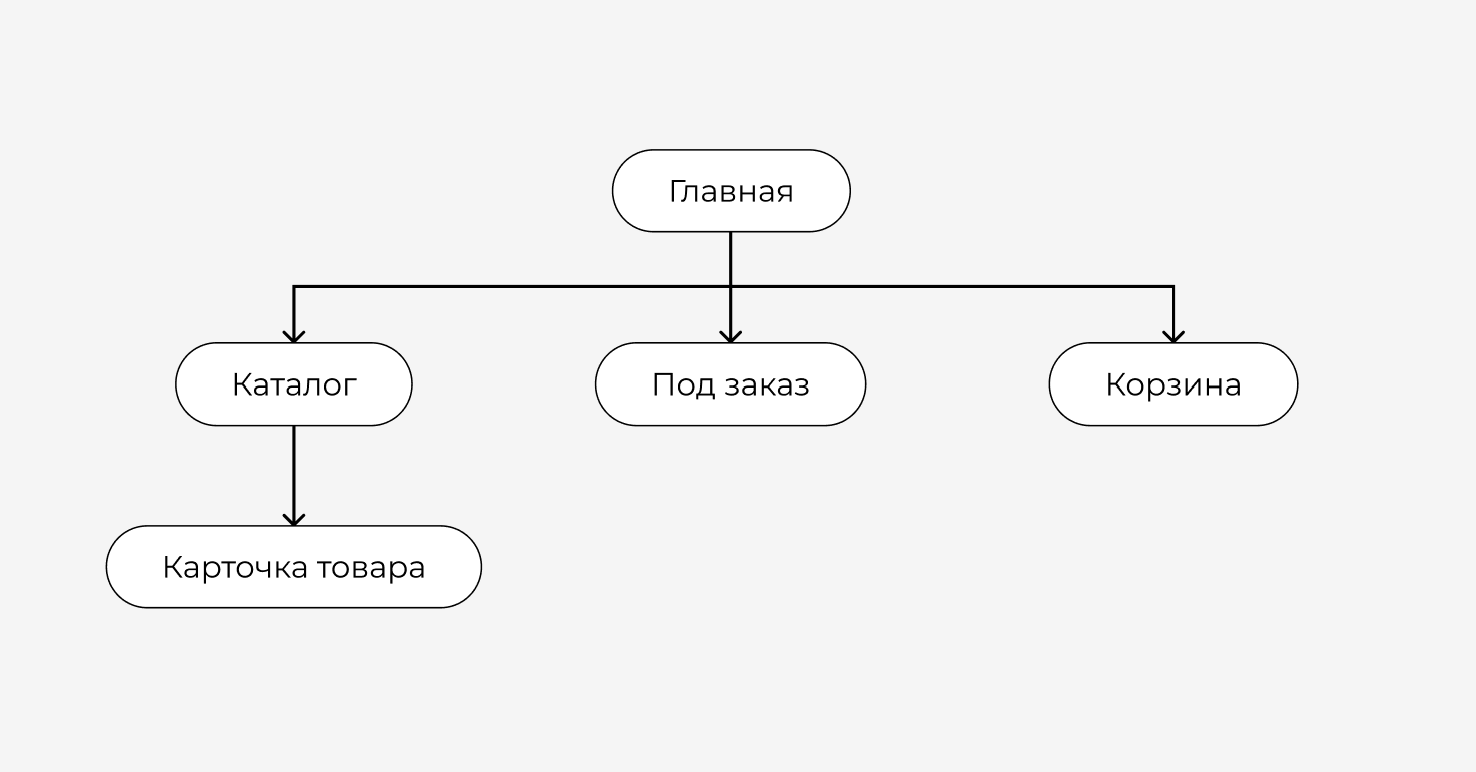 Главная
Каталог
Под заказ
Корзина
Карточка товара